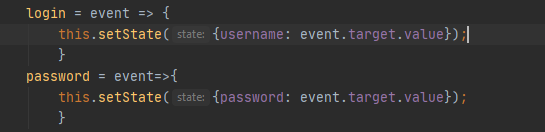 login = event => {
this.setState( state: {username: event.target.value});
}
password = event=>{
this.setState( state: {password: event.target.value});
}